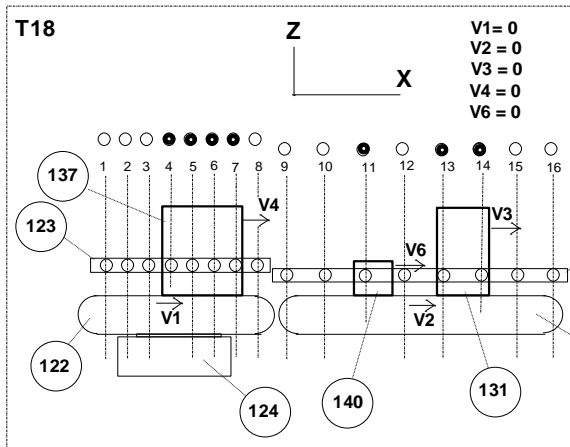 T18
Z
X
V1= 0
V2 = 0
V3 = 0
V4 = 0
V6 = 0
1 2 3 4 5 6 7 8 9 10 11 12 13 14 15 16
137
V4
V3
123
V6
V1
V2
122
124
140
131